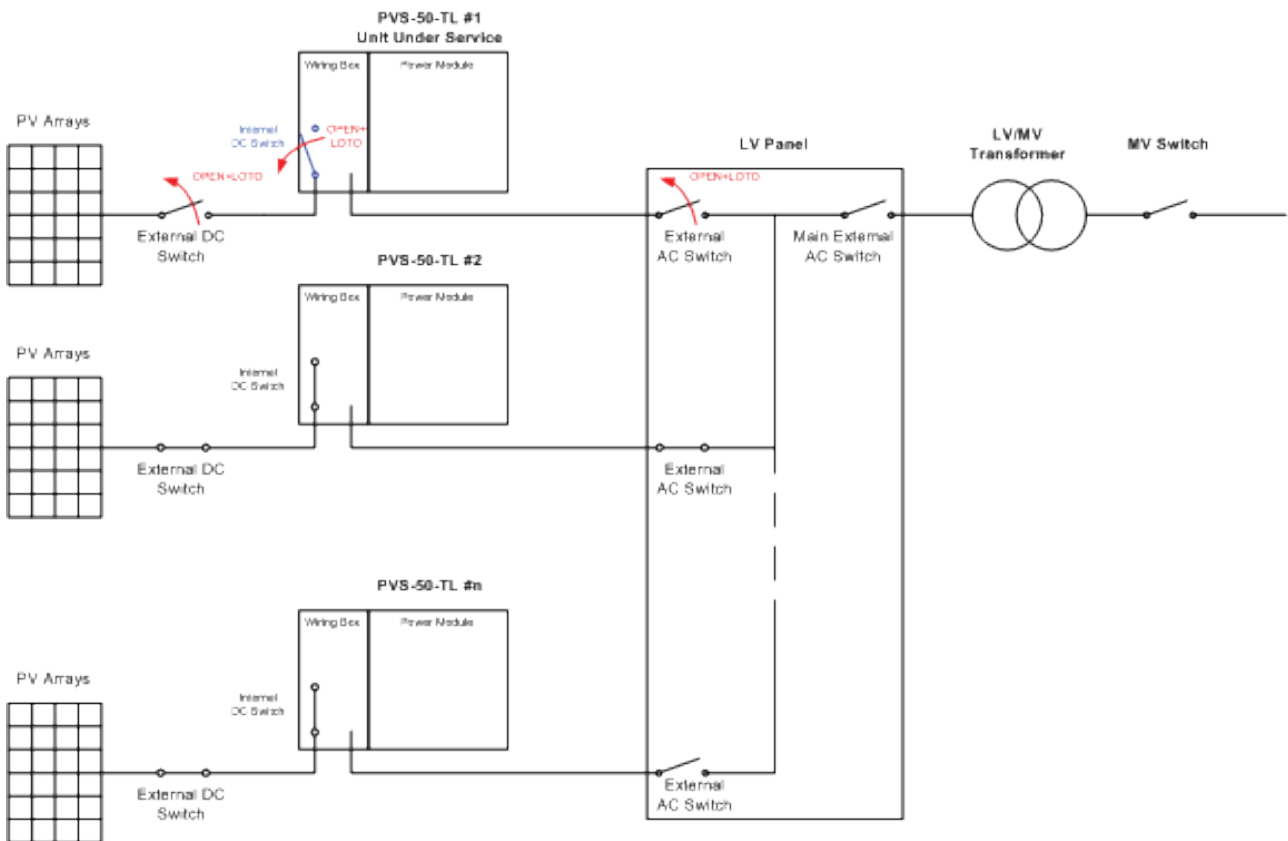 PVS-50-TL #1
Unit Under Service
Wiring Box
Power Module
PV Arrays
Internal
DC Switch
OPEN+
LOTO
OPEN+LOTO
External DC
Switch
LV Panel
OPEN+LOTO
External
AC Switch
Main External
AC Switch
LV/MV
Transformer
MV Switch
PVS-50-TL #2
Wiring Box
Power Module
PV Arrays
Internal
DC Switch
External DC
Switch
External
AC Switch
PVS-50-TL #n
Wiring Box
Power Module
PV Arrays
Internal
DC Switch
External DC
Switch
External
AC Switch